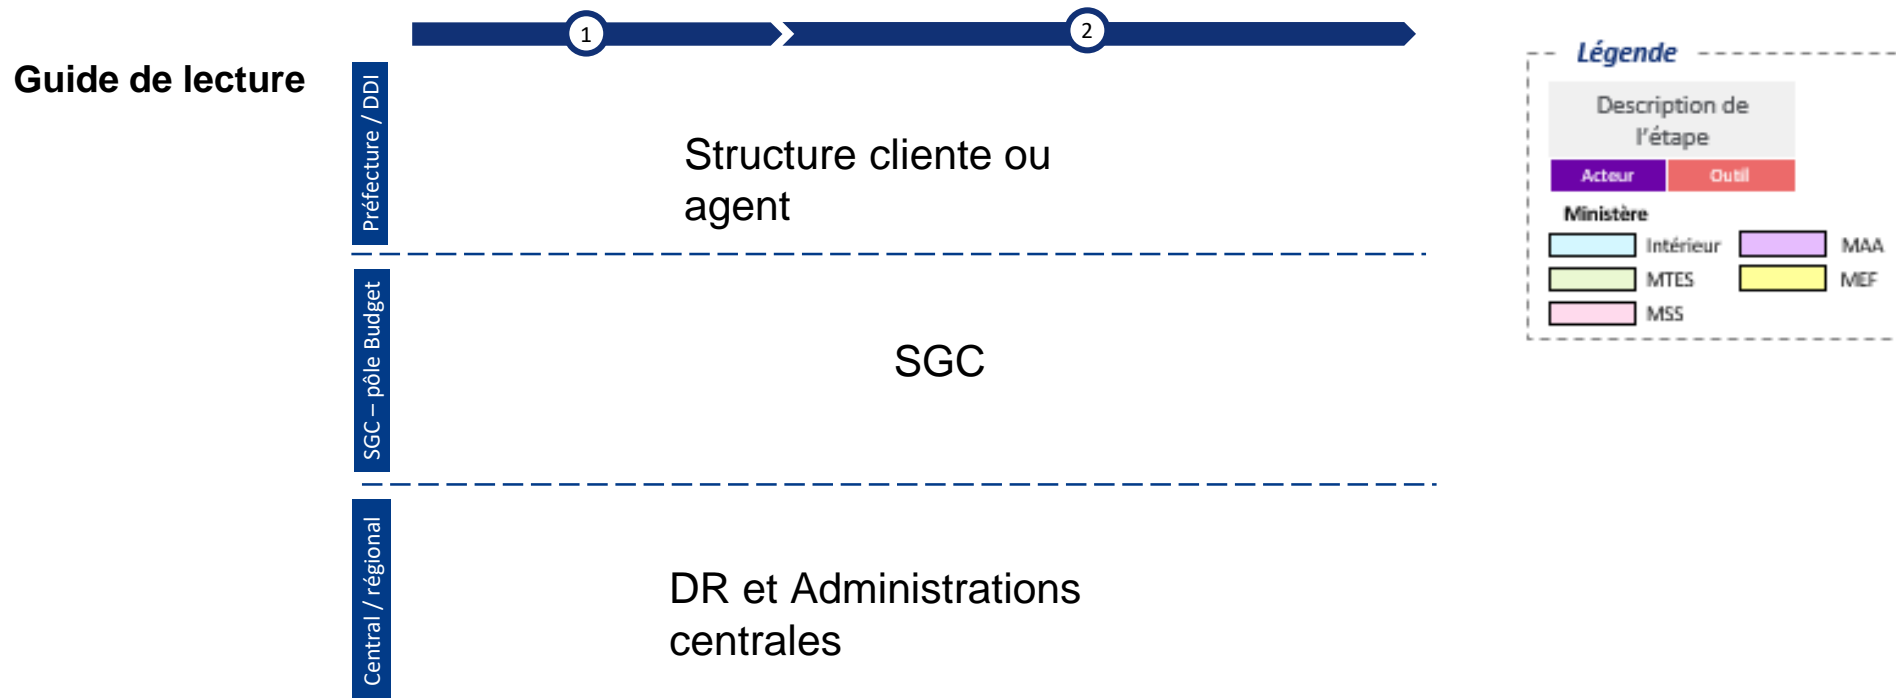 Guide de lecture
1
2
Préfecture / DDI
Structure cliente ou
agent
SGC – pôle Budget
SGC
Central / régional
DR et Administrations
centrales
Légende
Description de
l'étape
Acteur
Outil
Ministère
Intérieur
MAA
MTES
MEF
MSS